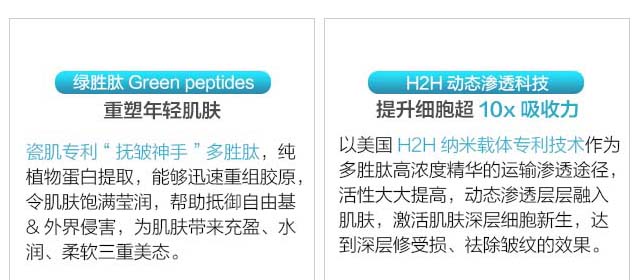 绿胜肽 Green peptides
重塑年轻肌肤
瓷肌专利“抚皱神手”多胜肽，纯
植物蛋白提取，能够迅速重组胶原，
令肌肤饱满莹润，帮助抵御自由基
&外界侵害，为肌肤带来充盈、水
润、柔软三重美态。
H2H 动态渗透科技
提升细胞超 10x 吸收力
以美国 H2H 纳米载体专利技术作为
多胜肽高浓度精华的运输渗透途径，
活性大大提高，动态渗透层层融入
肌肤，激活肌肤深层细胞新生，达
到深层修受损、祛除皱纹的效果。